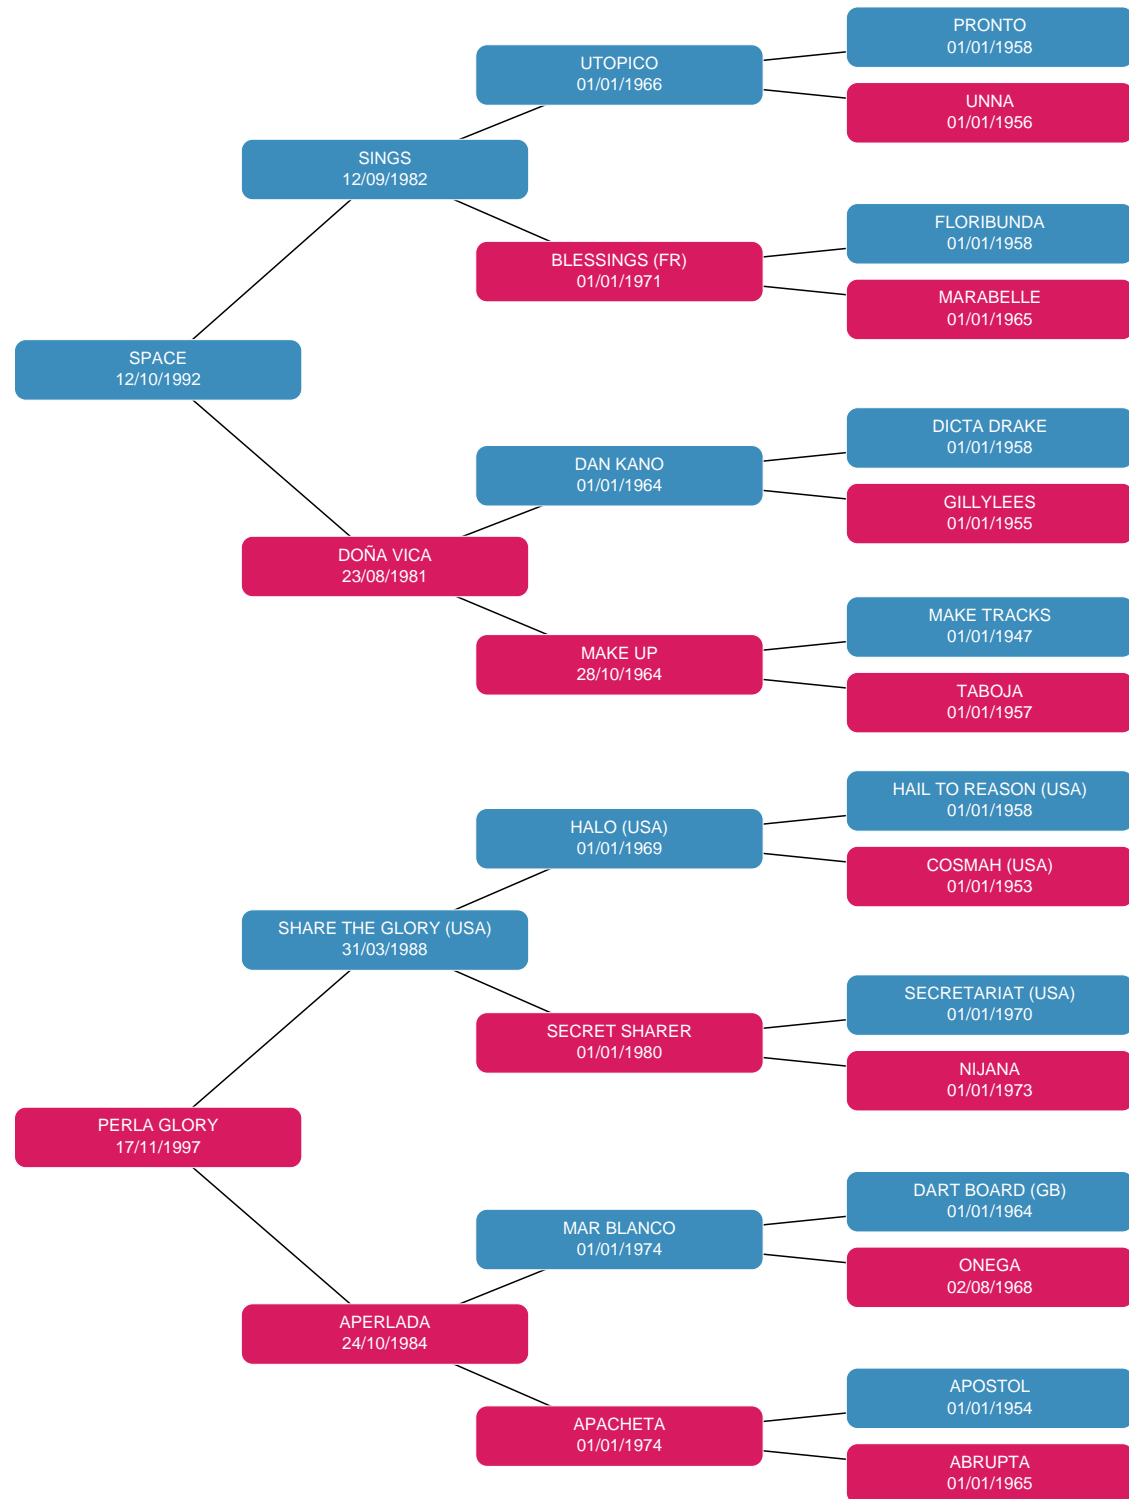 PRONTO
01/01/1958
UTOPICO
01/01/1966
UNNA
01/01/1956
SINGS
12/09/1982
FLORIBUNDA
01/01/1958
BLESSINGS (FR)
01/01/1971
MARABELLE
01/01/1965
SPACE
12/10/1992
DICTA DRAKE
01/01/1958
DAN KANO
01/01/1964
GILLYLEES
01/01/1955
DOÑA VICA
23/08/1981
MAKE TRACKS
01/01/1947
MAKE UP
28/10/1964
TABOJA
01/01/1957
HAIL TO REASON (USA)
01/01/1958
HALO (USA)
01/01/1969
COSMAH (USA)
01/01/1953
SHARE THE GLORY (USA)
31/03/1988
SECRETARIAT (USA)
01/01/1970
SECRET SHARER
01/01/1980
NIJANA
01/01/1973
PERLA GLORY
17/11/1997
DART BOARD (GB)
01/01/1964
MAR BLANCO
01/01/1974
ONEGA
02/08/1968
APERLADA
24/10/1984
APOSTOL
01/01/1954
APACHETA
01/01/1974
ABRUPTA
01/01/1965